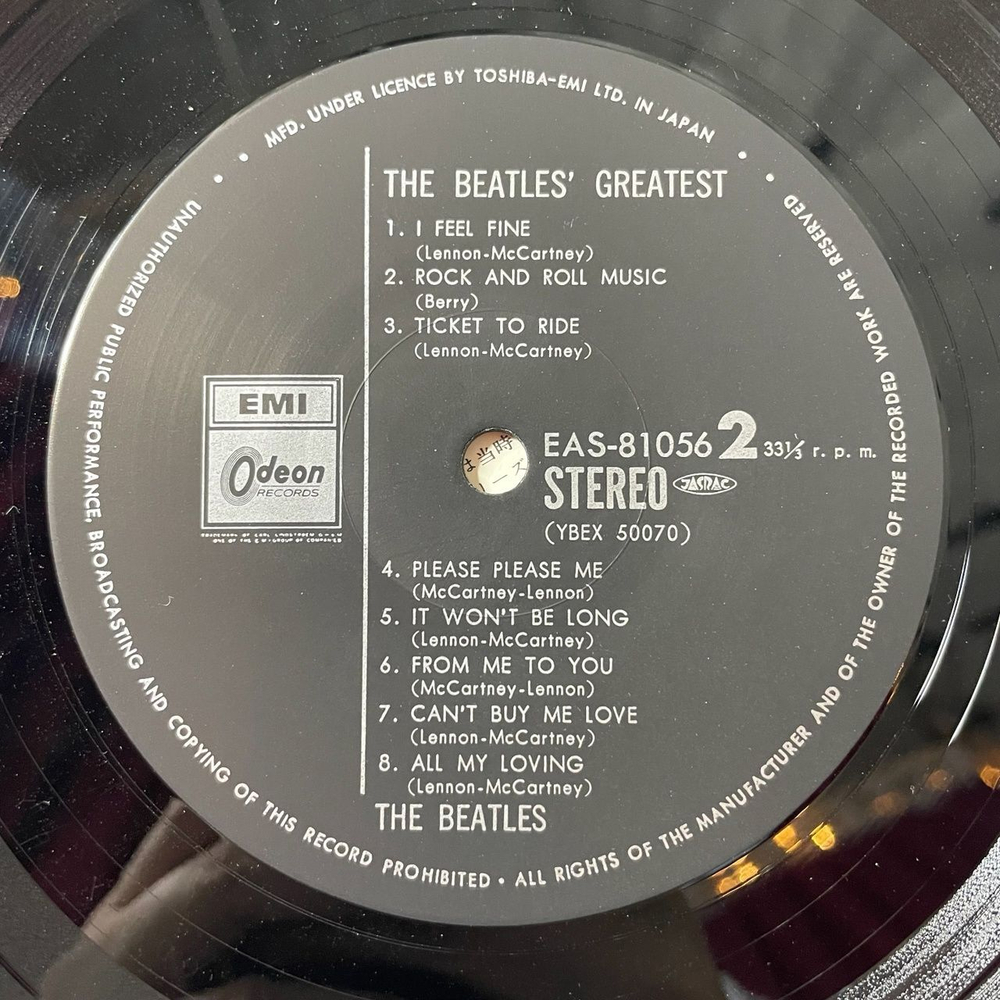 MFD. UNDER LICENCE BY TOSHIBA-EMI LTD. IN JAPAN
THE BEATLES' GREATEST
1. I FEEL FINE
(Lennon-McCartney)
2. ROCK AND ROLL MUSIC
(Berry)
3. TICKET TO RIDE
(Lennon-McCartney)
EMI
Odeon
RECORDS
は当時
ーズ
EAS-81056 2 33⅓ r. p. m.
STEREO JASRAC
(YBEX 50070)
4. PLEASE PLEASE ME
(McCartney-Lennon)
5. IT WON'T BE LONG
(Lennon-McCartney)
6. FROM ME TO YOU
(McCartney-Lennon)
7. CAN'T BUY ME LOVE
(Lennon-McCartney)
8. ALL MY LOVING
(Lennon-McCartney)
THE BEATLES
UNAUTHORIZED PUBLIC PERFORMANCE, BROADCASTING AND COPYING OF THIS RECORD PROHIBITED • ALL RIGHTS OF THE MANUFACTURER AND OF THE OWNER OF THE RECORDED WORK ARE RESERVED